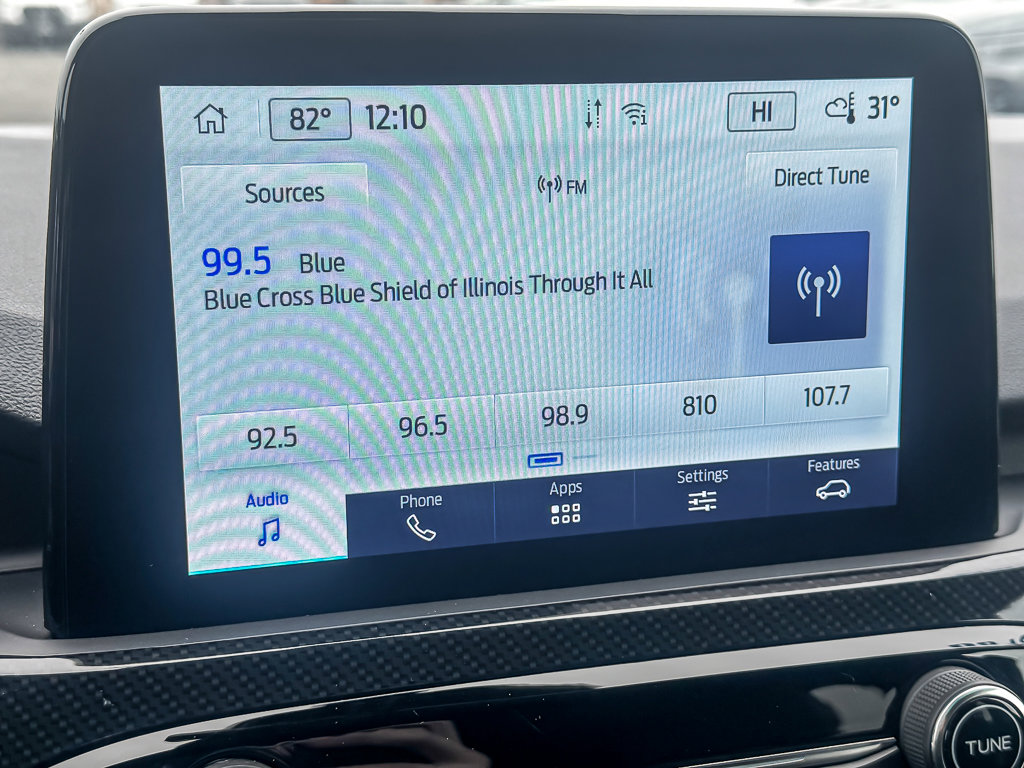 82° 12:10 HI 31°
Sources FM Direct Tune
99.5 Blue
Blue Cross Blue Shield of Illinois Through It All
92.5 96.5 98.9 810 107.7
Audio Phone Apps Settings Features
TUNE